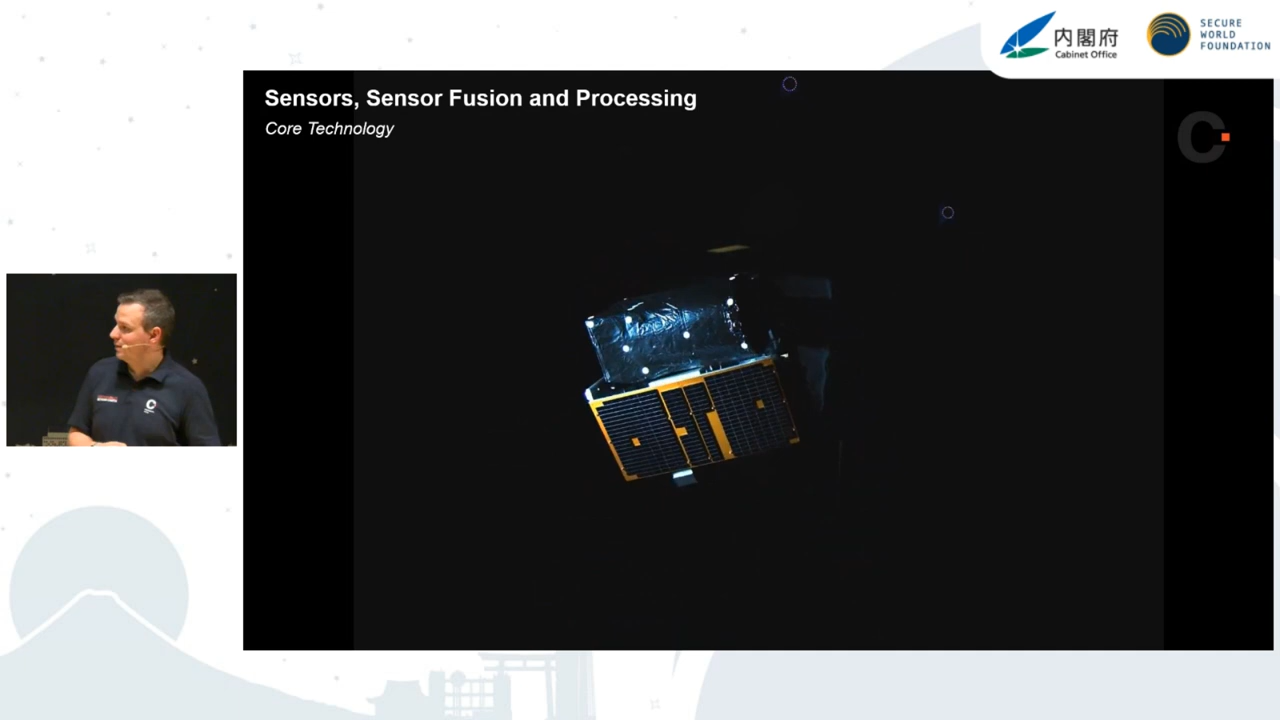 内閣府
Cabinet Office
SECURE
WORLD
FOUNDATION
Sensors, Sensor Fusion and Processing
Core Technology